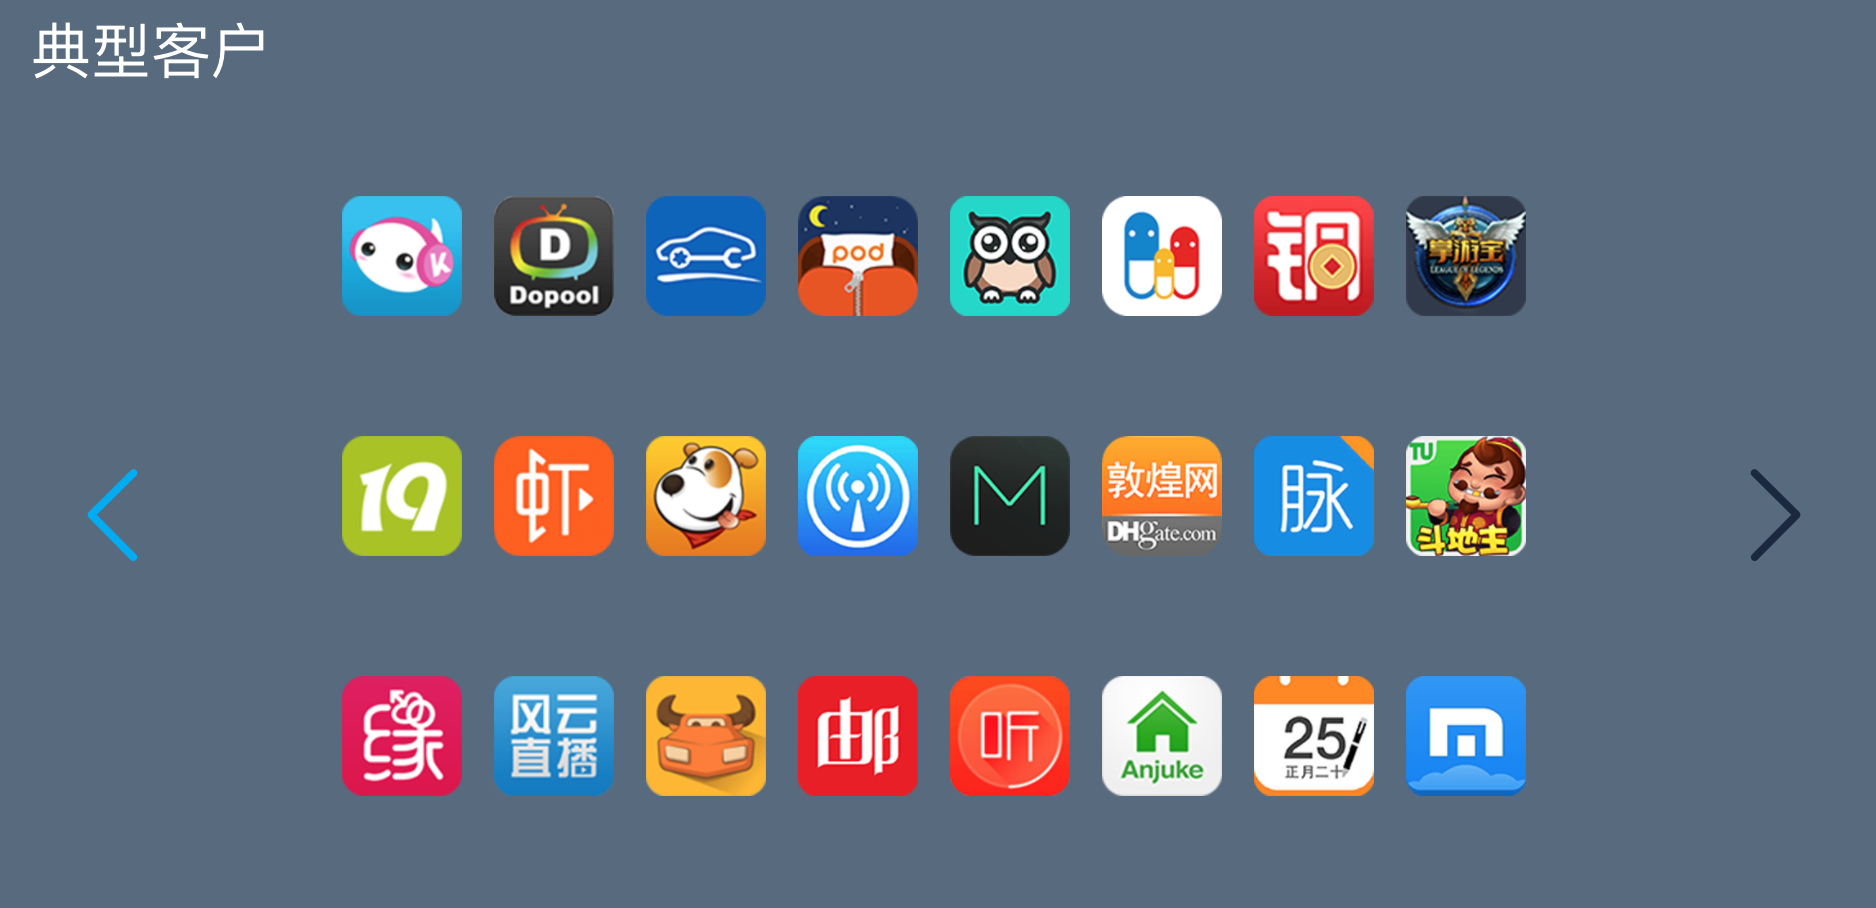 典型客户
K
D
Dopool
pod
铜
掌游宝
LEAGUE OF LEGENDS
19
虾
M
敦煌网
DHgate.com
脉
TU
斗地主
缘
风云
直播
邮
听
Anjuke
25
正月二十